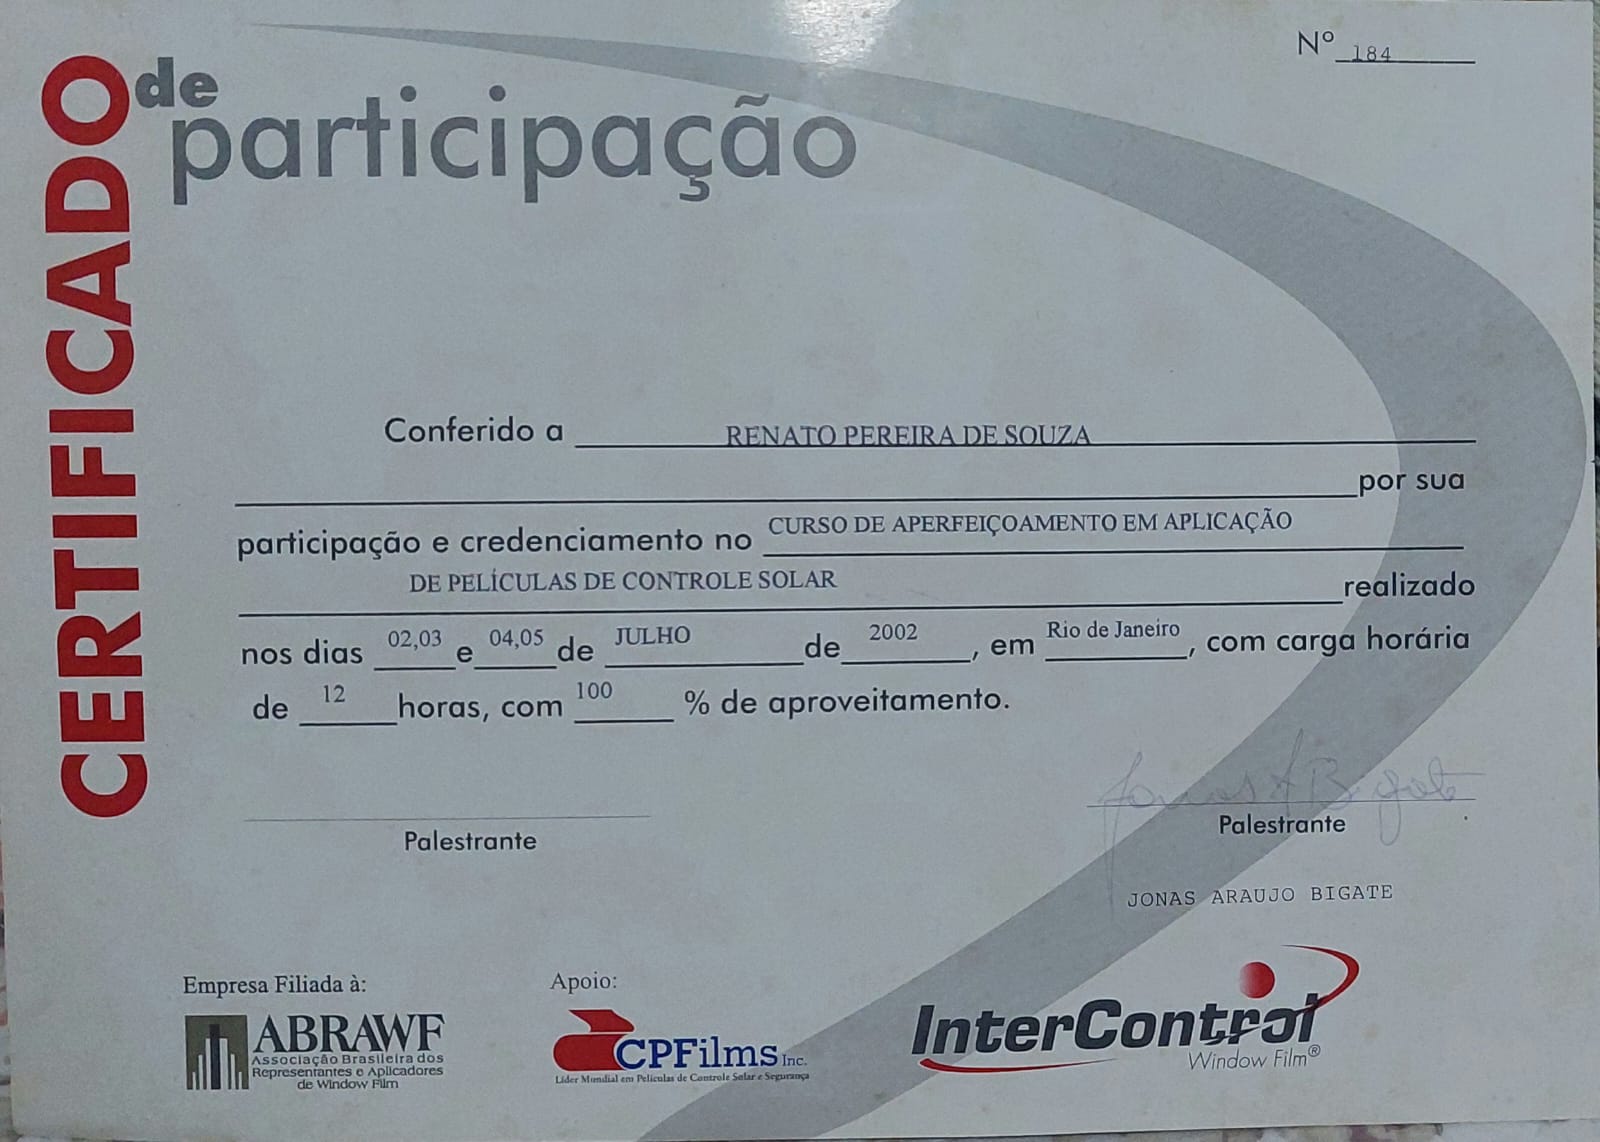 CERTIFICADO
de
participação
Nº 184
Conferido a RENATO PEREIRA DE SOUZA
por sua
participação e credenciamento no CURSO DE APERFEIÇOAMENTO EM APLICAÇÃO
DE PELÍCULAS DE CONTROLE SOLAR realizado
nos dias 02,03 e 04,05 de JULHO de 2002, em Rio de Janeiro, com carga horária
de 12 horas, com 100 % de aproveitamento.
Jonas A Bigate
Palestrante
Palestrante
JONAS ARAUJO BIGATE
Empresa Filiada à:
ABRAWF
Associação Brasileira dos
Representantes e Aplicadores
de Window Film
Apoio:
CPFilms Inc.
Líder Mundial em Películas de Controle Solar e Segurança
InterControl
Window Film®